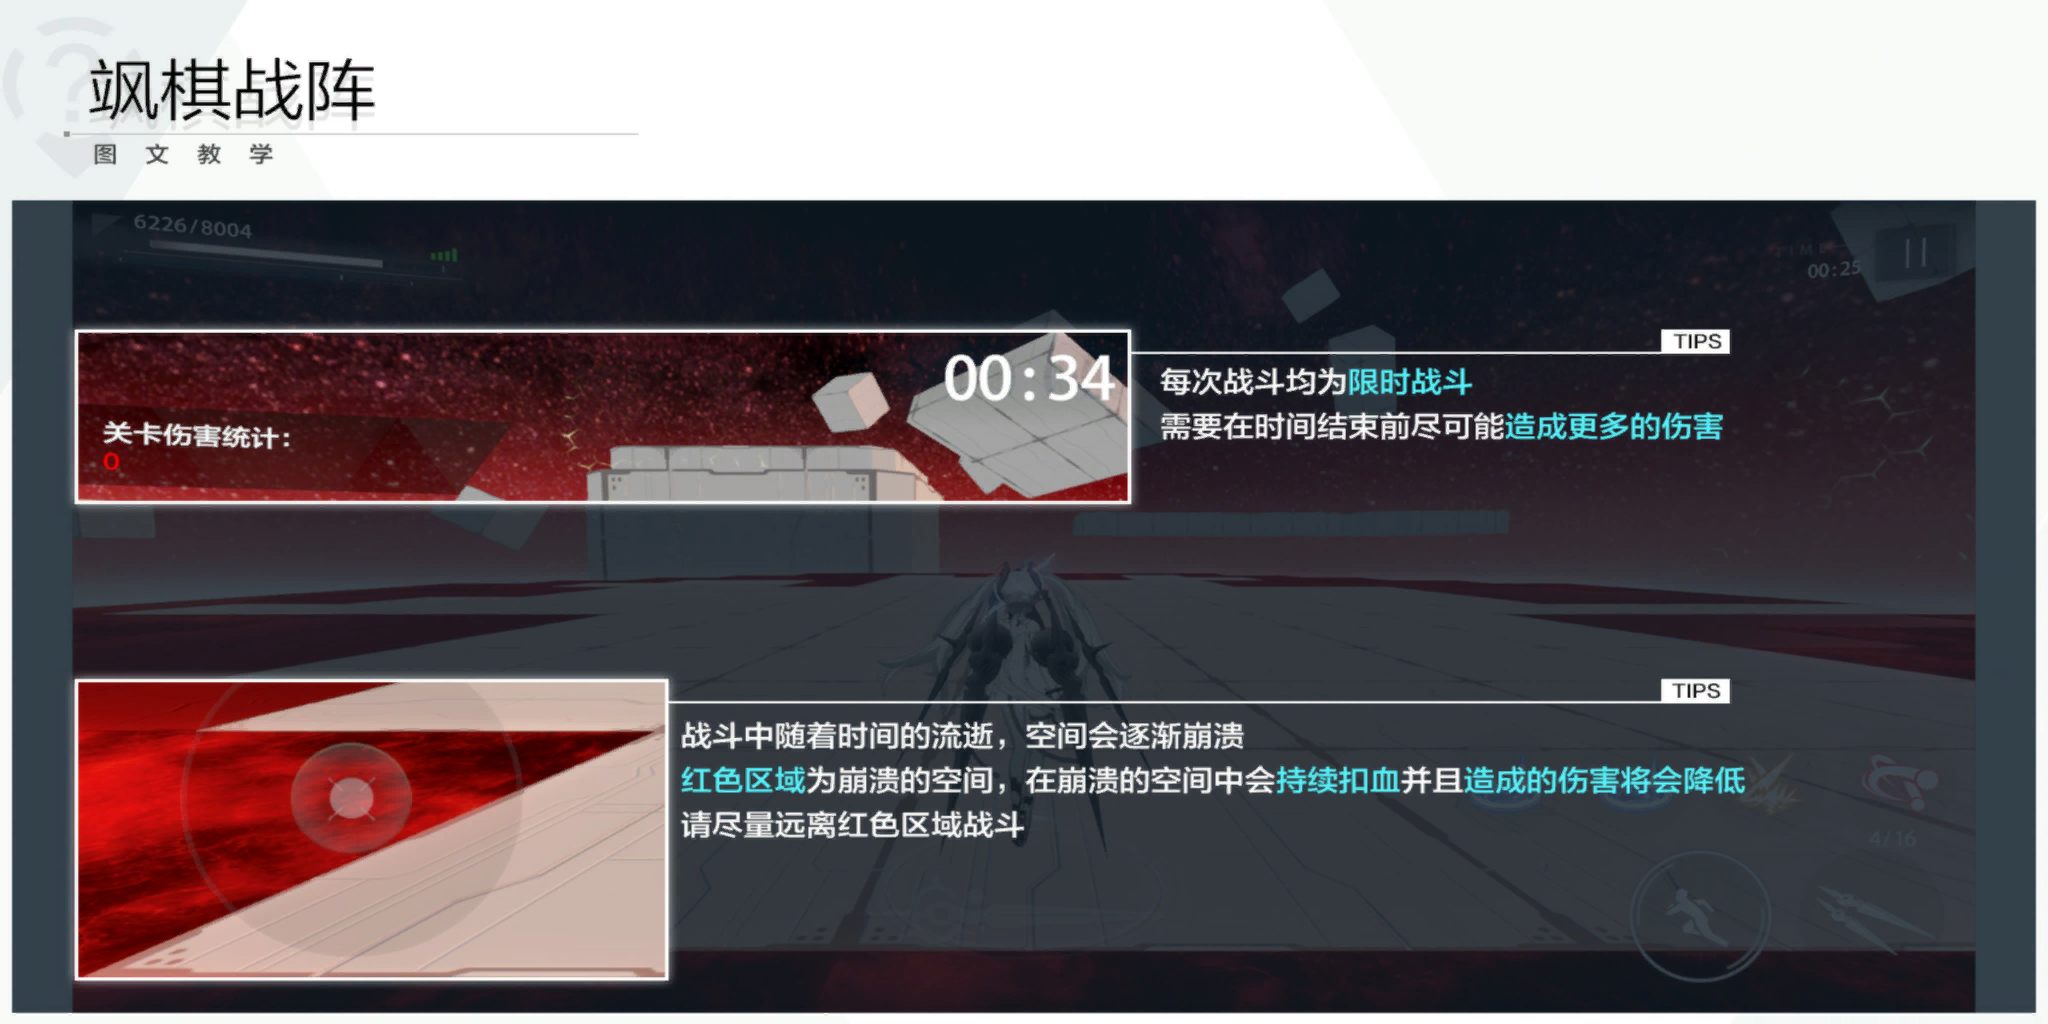 飒棋战阵
图文教学
6226/8004
TIME
00:25
00:34
关卡伤害统计:
0
TIPS
每次战斗均为限时战斗
需要在时间结束前尽可能造成更多的伤害
TIPS
战斗中随着时间的流逝，空间会逐渐崩溃
红色区域为崩溃的空间，在崩溃的空间中会持续扣血并且造成的伤害将会降低
请尽量远离红色区域战斗
4/16